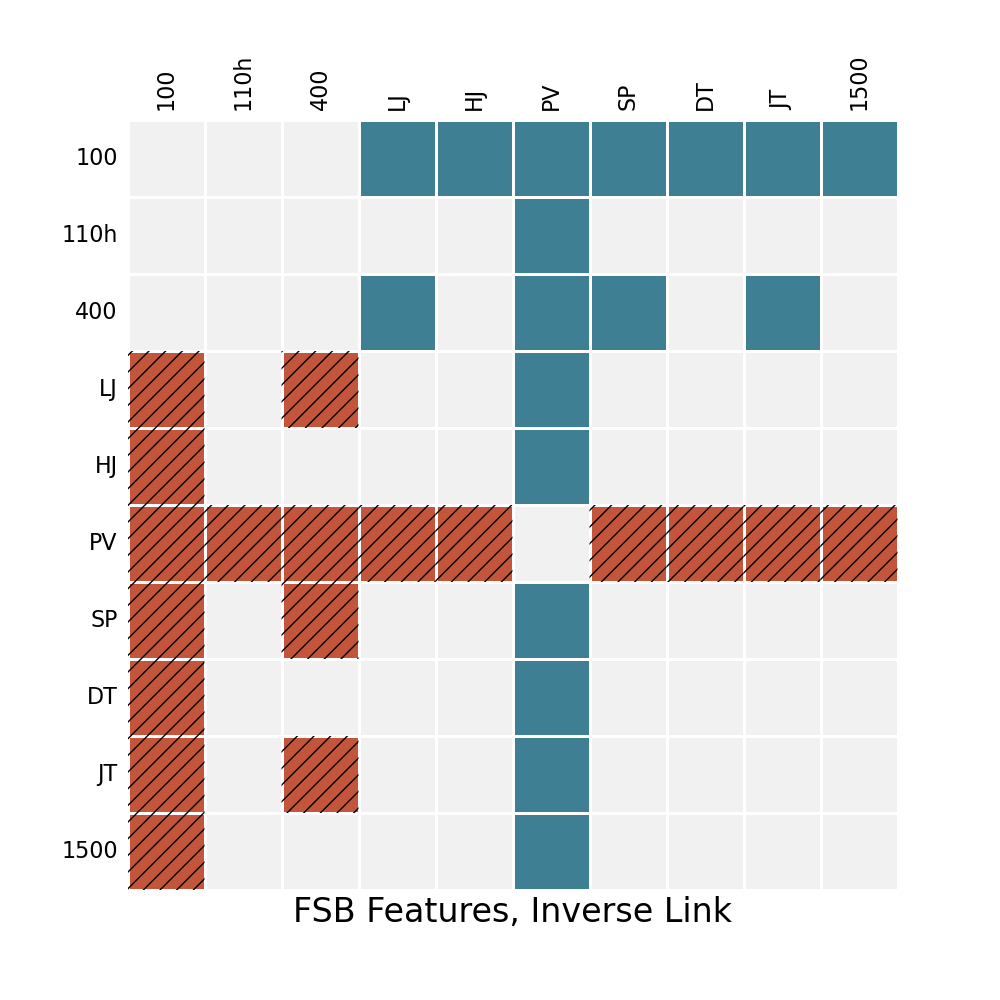 100 110h 400 LJ HJ PV SP DT JT 1500
100
110h
400
LJ
HJ
PV
SP
DT
JT
1500
FSB Features, Inverse Link